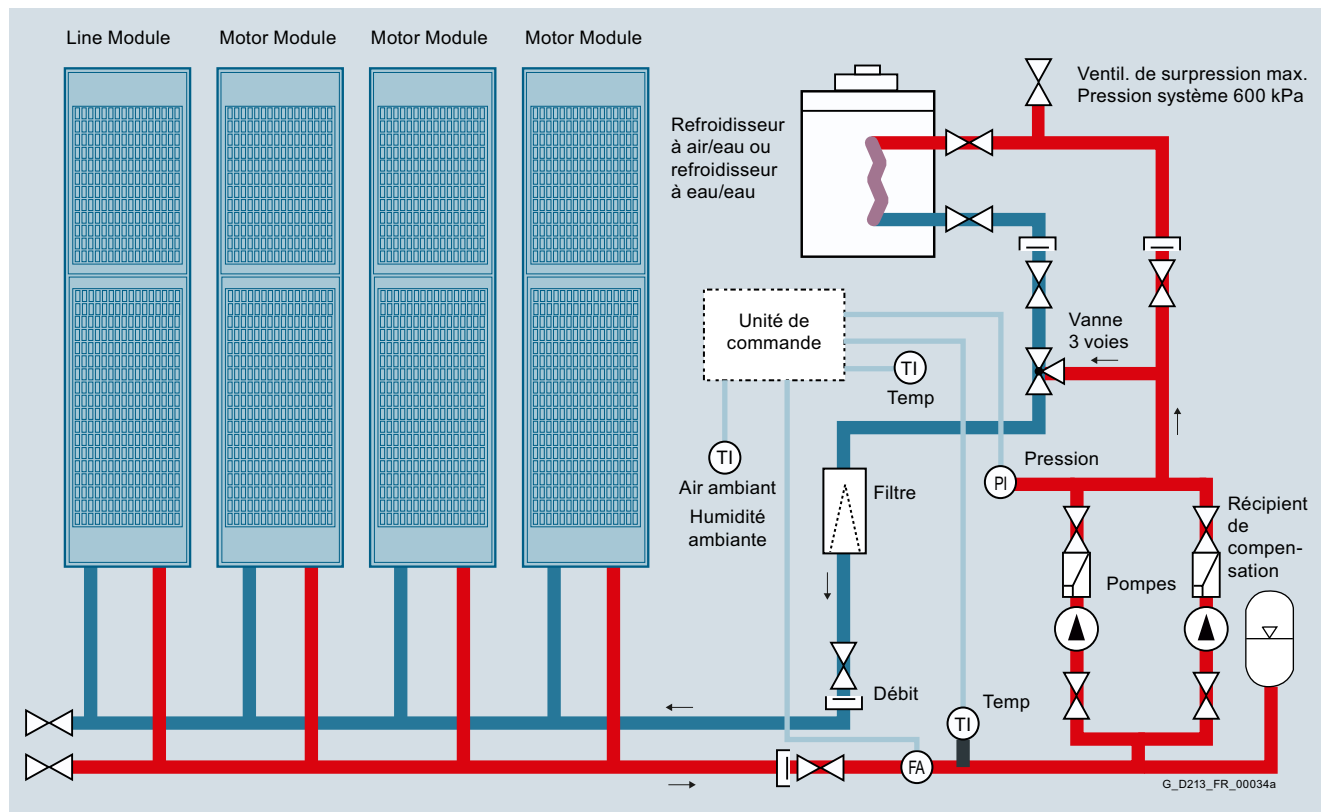 Line Module
Motor Module
Motor Module
Motor Module
Ventil. de surpression max.
Pression système 600 kPa
Refroidisseur
à air/eau ou
refroidisseur
à eau/eau
Unité de
commande
Vanne
3 voies
TI
Temp
TI
Air ambiant
Humidité
ambiante
Filtre
Pression
PI
Récipient
de
compen-
sation
Pompes
Débit
Temp
TI
FA
G_D213_FR_00034a